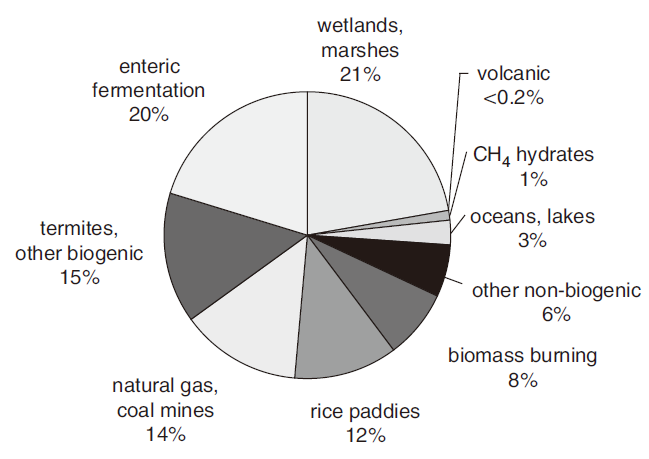 wetlands,
marshes
21%
volcanic
<0.2%
CH₄ hydrates
1%
oceans, lakes
3%
other non-biogenic
6%
biomass burning
8%
rice paddies
12%
natural gas,
coal mines
14%
termites,
other biogenic
15%
enteric
fermentation
20%